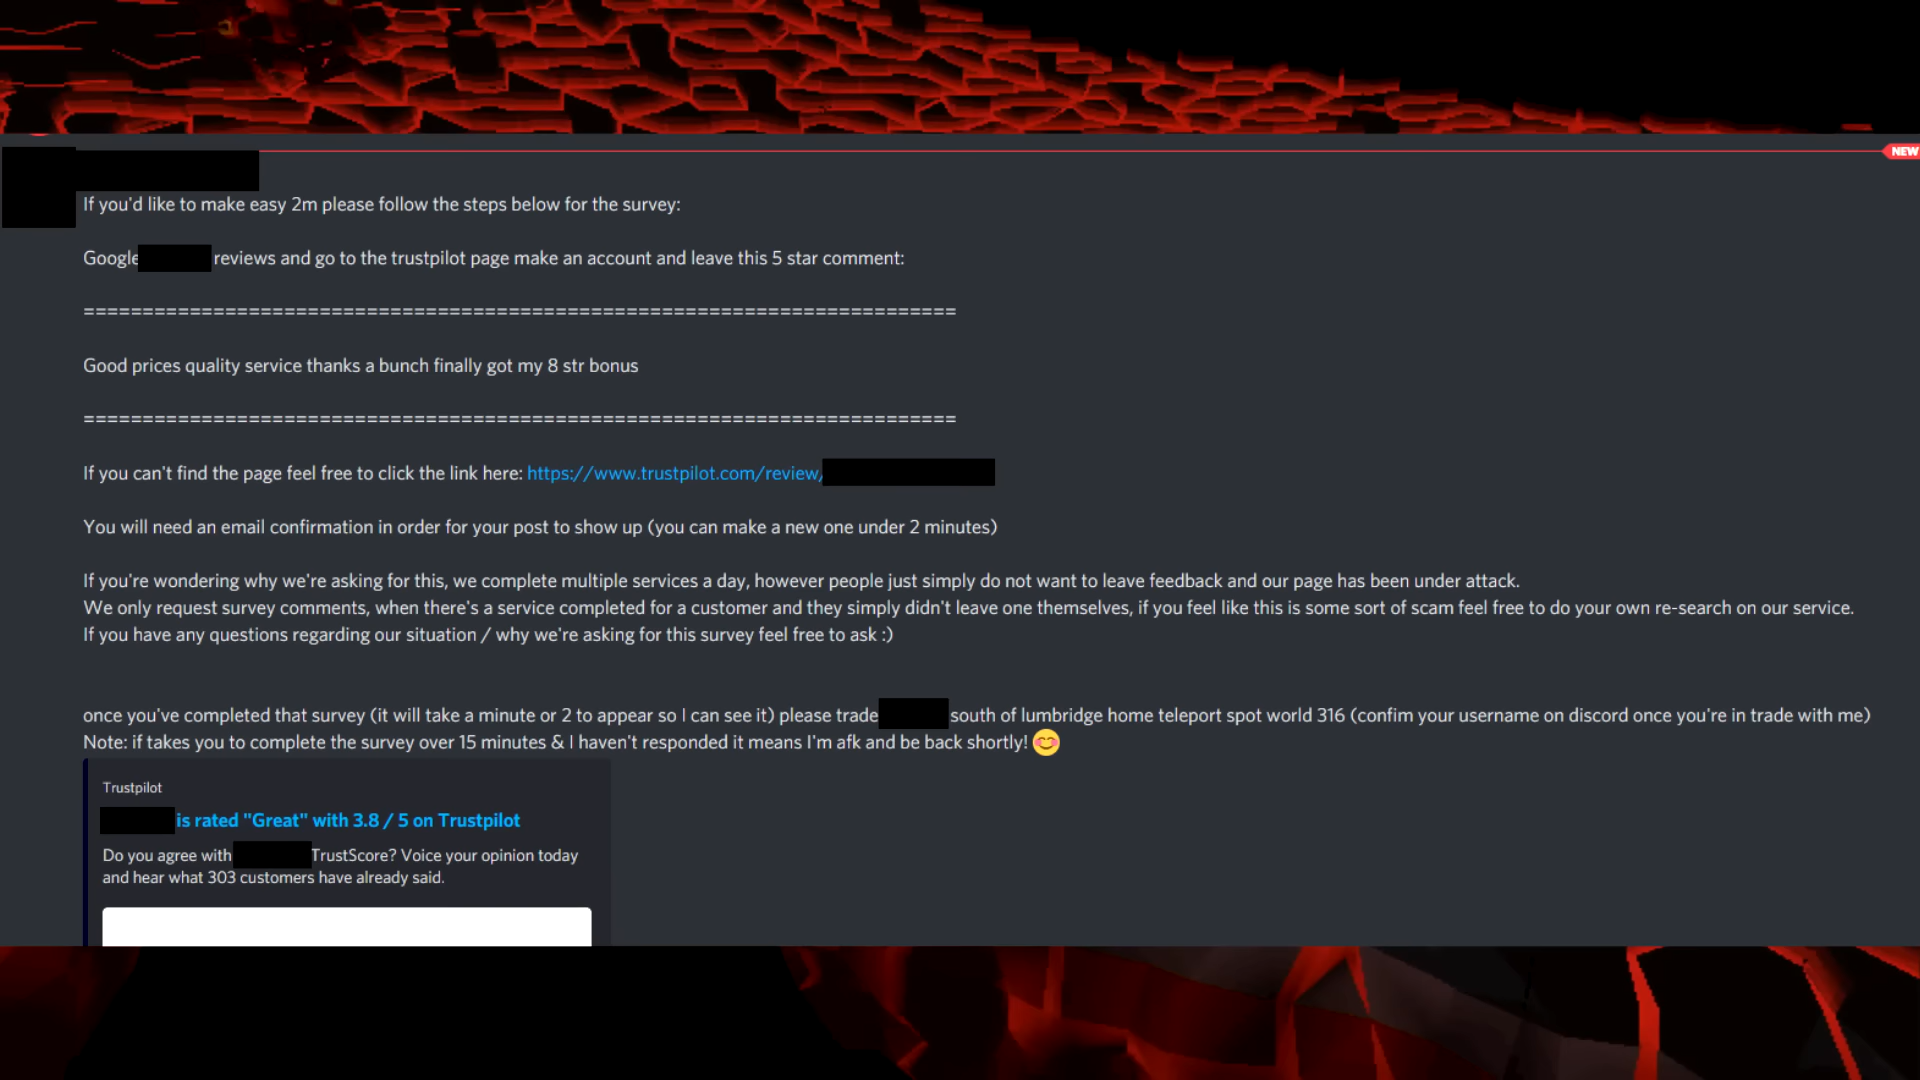 NEW
If you'd like to make easy 2m please follow the steps below for the survey:
Google reviews and go to the trustpilot page make an account and leave this 5 star comment:
==========================================================================
Good prices quality service thanks a bunch finally got my 8 str bonus
==========================================================================
If you can't find the page feel free to click the link here: https://www.trustpilot.com/review/
You will need an email confirmation in order for your post to show up (you can make a new one under 2 minutes)
If you're wondering why we're asking for this, we complete multiple services a day, however people just simply do not want to leave feedback and our page has been under attack.
We only request survey comments, when there's a service completed for a customer and they simply didn't leave one themselves, if you feel like this is some sort of scam feel free to do your own re-search on our service.
If you have any questions regarding our situation / why we're asking for this survey feel free to ask :)
once you've completed that survey (it will take a minute or 2 to appear so I can see it) please trade south of lumbridge home teleport spot world 316 (confim your username on discord once you're in trade with me)
Note: if takes you to complete the survey over 15 minutes & I haven't responded it means I'm afk and be back shortly! 😊
Trustpilot
is rated "Great" with 3.8 / 5 on Trustpilot
Do you agree with TrustScore? Voice your opinion today
and hear what 303 customers have already said.